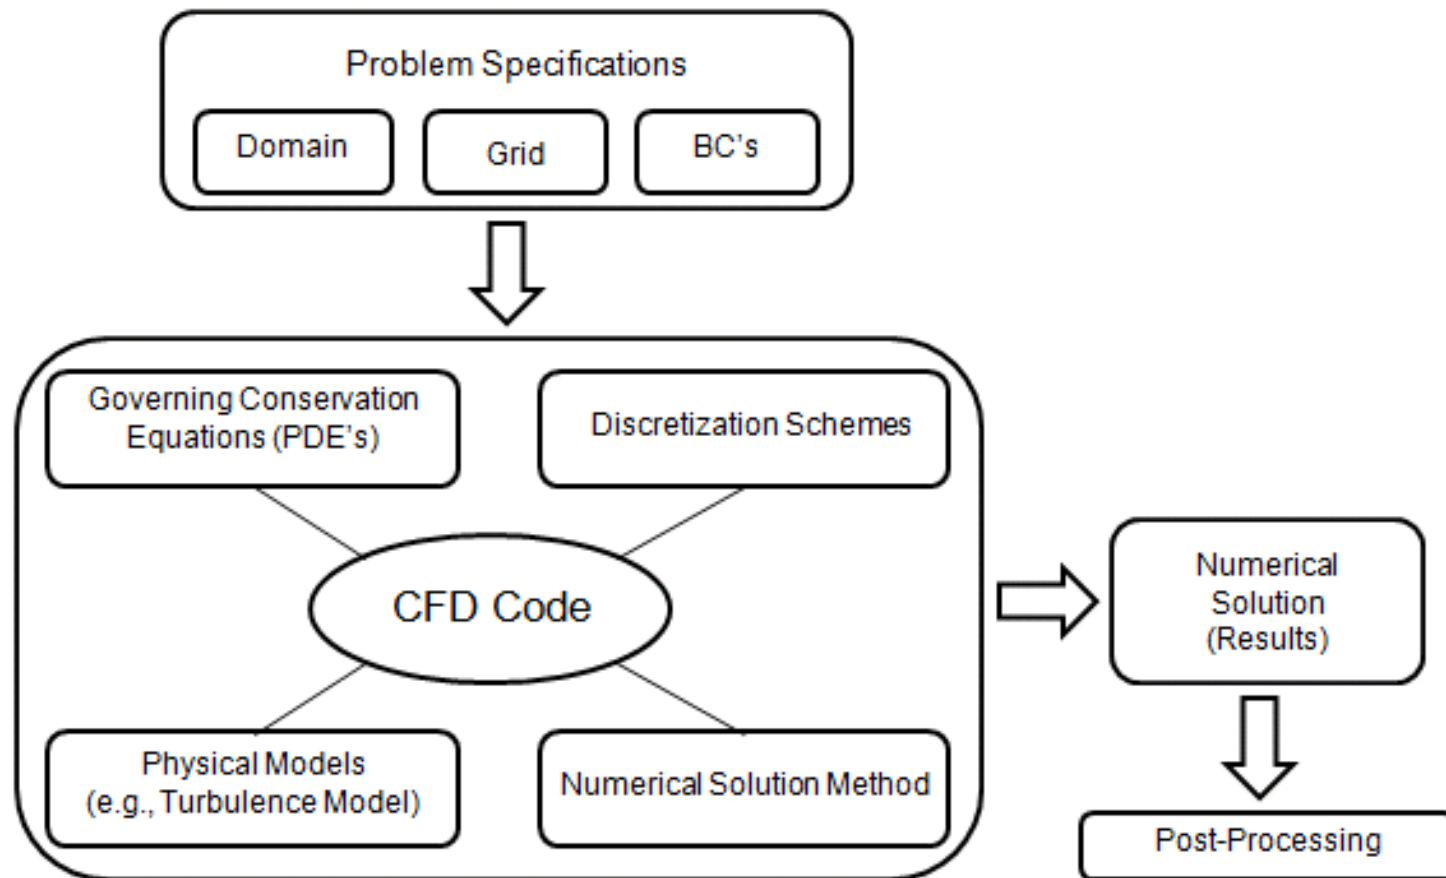 Problem Specifications
Domain
Grid
BC's
Governing Conservation
Equations (PDE's)
Discretization Schemes
CFD Code
Physical Models
(e.g., Turbulence Model)
Numerical Solution Method
Numerical
Solution
(Results)
Post-Processing